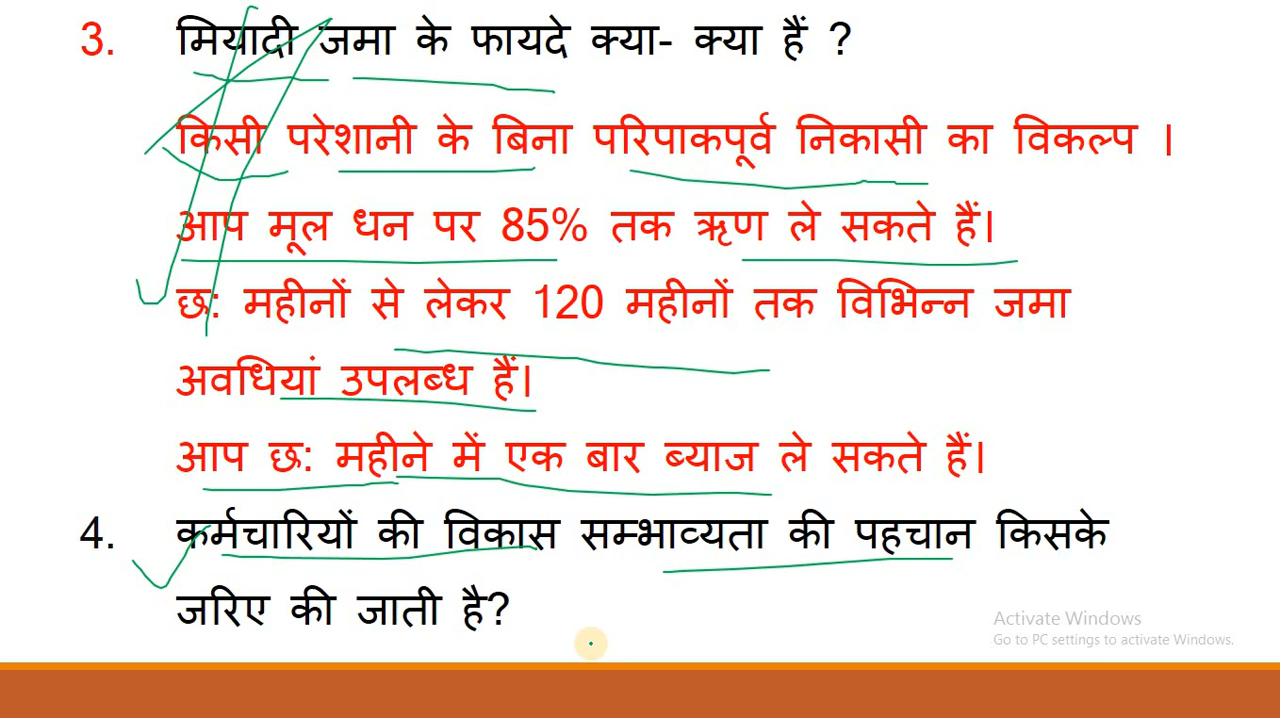 3. मियादी जमा के फायदे क्या- क्या हैं ?
किसी परेशानी के बिना परिपाकपूर्व निकासी का विकल्प ।
आप मूल धन पर 85% तक ऋण ले सकते हैं।
छ: महीनों से लेकर 120 महीनों तक विभिन्न जमा
अवधियां उपलब्ध हैं।
आप छ: महीने में एक बार ब्याज ले सकते हैं।
4. कर्मचारियों की विकास सम्भाव्यता की पहचान किसके
जरिए की जाती है?
Activate Windows
Go to PC settings to activate Windows.